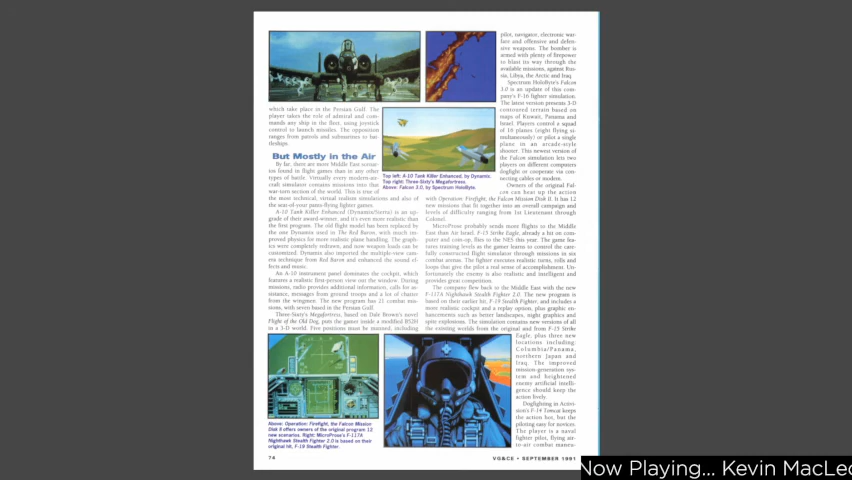 which take place in the Persian Gulf. The
player takes the role of admiral and com-
mands any ship in the fleet, using joystick
control to launch missiles. The opposition
ranges from patrols and submarines to bat-
tleships.
But Mostly in the Air
By far, there are more Middle East scenar-
ios found in flight games than in any other
types of battle. Virtually every modern-air-
craft simulator contains missions into that
war-torn section of the world. This is true of
the most technical, virtual realism simulations and also of
the seat-of-your-pants-flying fighter games.
A-10 Tank Killer Enhanced (Dynamix/Sierra) is an up-
grade of their award-winner, and it's even more realistic than
the first program. The old flight model has been replaced by
the one Dynamix used in The Red Baron, with much im-
proved physics for more realistic plane handling. The graph-
ics were completely redrawn, and now weapon loads can be
customized. Dynamix also imported the multiple-view cam-
era technique from Red Baron and enhanced the sound ef-
fects and music.
An A-10 instrument panel dominates the cockpit, which
features a realistic first-person view out the window. During
missions, radio provides additional info, calls for as-
sistance, messages from ground troops and a lot of chatter
from the wingmen. The new program has 21 combat mis-
sions, with seven based in the Persian Gulf.
Three-Sixty's Megafortress, based on Dale Brown's novel
Flight of the Old Dog, puts the gamer inside a modified B52H
in a 3-D world. Five positions must be manned, including
Top left: A-10 Tank Killer Enhanced, by Dynamix.
Top right: Three-Sixty's Megafortress.
Above: Falcon 3.0, by Spectrum HoloByte.
pilot, navigator, electronic war-
fare and offensive and defen-
sive weapons. The bomber is
armed with plenty of firepower
to blast its way through the
available missions, against Rus-
sia, Libya, the Arctic and Iraq.
Spectrum HoloByte's Falcon
3.0 is an update of this com-
pany's F-16 fighter simulation.
The latest version presents 3-D
contoured terrain based on
maps of Kuwait, Panama and
Israel. Players control a squad
of 16 planes (eight flying si-
multaneously) or pilot a single
plane in an arcade-style
shooter. This newest version of
the Falcon simulation lets two
players on different computers
dogfight or cooperate via con-
necting cables or modem.
Owners of the original Fal-
con can heat up the action
with Operation: Firefight, the Falcon Mission Disk II. It has 12
new missions that fit together into an overall campaign and
levels of difficulty ranging from 1st Lieutenant through
Colonel.
MicroProse probably sends more flights to the Middle
East than Air Israel. F-15 Strike Eagle, already a hit on com-
puter and coin-op, flies to the NES this year. The game fea-
tures training levels as the gamer learns to control the care-
fully constructed flight simulator through missions in six
combat arenas. The fighter executes realistic turns, rolls and
loops that give the pilot a real sense of accomplishment. Un-
fortunately the enemy is also realistic and intelligent and
provides great competition.
The company flew back to the Middle East with the new
F-117A Nighthawk Stealth Fighter 2.0. The new program is
based on their earlier hit, F-19 Stealth Fighter, and includes a
more realistic cockpit and a replay option, plus graphic en-
hancements such as better landscapes, night graphics and
spire explosions. The simulation contains new versions of all
the existing worlds from the original and from F-15 Strike
Eagle, plus three new
locations including:
Columbia/Panama,
northern Japan and
Iraq. The improved
mission-generation sys-
tem and heightened
enemy artificial intelli-
gence should keep the
action lively.
Dogfighting in Activi-
sion's F-14 Tomcat keeps
the action hot, but the
piloting easy for novices.
The player is a naval
fighter pilot, flying air-
to-air combat maneu-
Above: Operation: Firefight, the Falcon Mission
Disk II offers owners of the original program 12
new scenarios. Right: MicroProse's F-117A
Nighthawk Stealth Fighter 2.0 is based on their
original hit, F-19 Stealth Fighter.
74
VG&CE • SEPTEMBER 1991
Now Playing... Kevin MacLeo